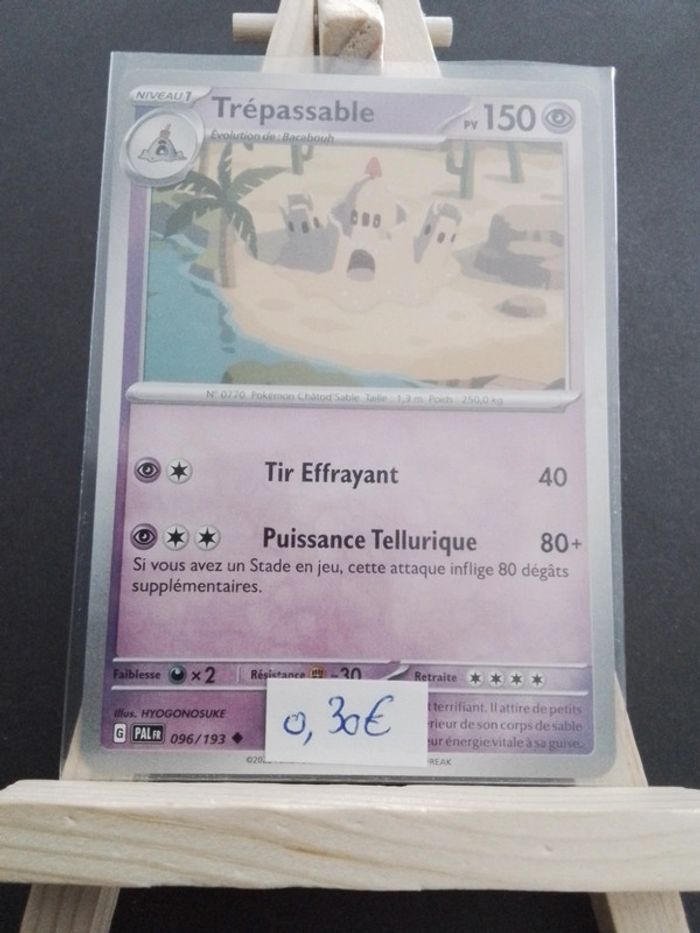 NIVEAU 1
Trépassable
PV 150
Évolution de : Bacabouh
N° 0770 Pokémon Châtod'Sable Taille : 1,3 m Poids : 250,0 kg
Tir Effrayant 40
Puissance Tellurique 80+
Si vous avez un Stade en jeu, cette attaque inflige 80 dégâts
supplémentaires.
Faiblesse ×2 Résistance -30 Retraite
Illus. HYOGONOSUKE
G PAL FR 096/193
terrifiant. Il attire de petits
de son corps de sable
énergie vitale à sa guise.
0,30€